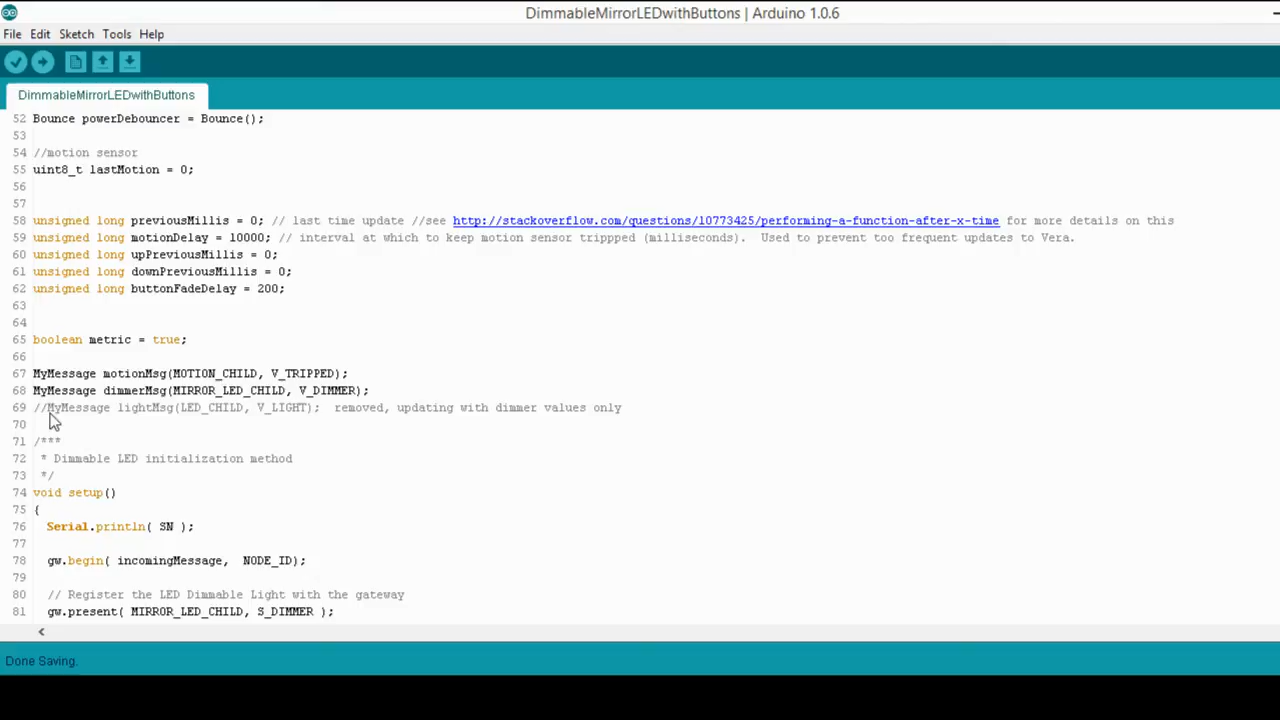 DimmableMirrorLEDwithButtons | Arduino 1.0.6
File Edit Sketch Tools Help
DimmableMirrorLEDwithButtons
52 Bounce powerDebouncer = Bounce();
53
54 //motion sensor
55 uint8_t lastMotion = 0;
56
57
58 unsigned long previousMillis = 0; // last time update //see http://stackoverflow.com/questions/10773425/performing-a-function-after-x-time for more details on this
59 unsigned long motionDelay = 10000; // interval at which to keep motion sensor trippped (milliseconds).  Used to prevent too frequent updates to Vera.
60 unsigned long upPreviousMillis = 0;
61 unsigned long downPreviousMillis = 0;
62 unsigned long buttonFadeDelay = 200;
63
64
65 boolean metric = true;
66
67 MyMessage motionMsg(MOTION_CHILD, V_TRIPPED);
68 MyMessage dimmerMsg(MIRROR_LED_CHILD, V_DIMMER);
69 //MyMessage lightMsg(LED_CHILD, V_LIGHT);  removed, updating with dimmer values only
70
71 /***
72  * Dimmable LED initialization method
73  */
74 void setup()
75 {
76   Serial.println( SN );
77
78   gw.begin( incomingMessage,  NODE_ID);
79
80   // Register the LED Dimmable Light with the gateway
81   gw.present( MIRROR_LED_CHILD, S_DIMMER );
Done Saving.